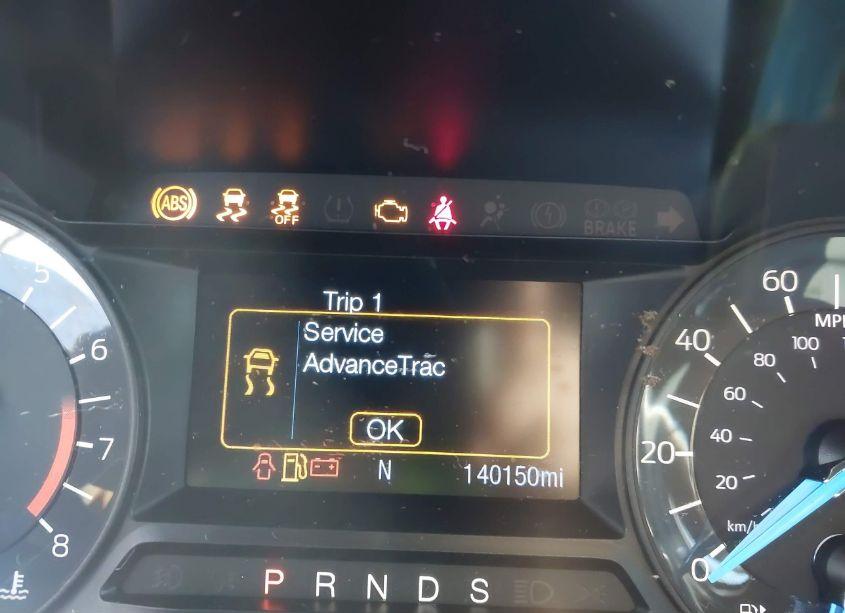 ABS
OFF
BRAKE
Trip 1
Service
AdvanceTrac
OK
N 140150mi
P R N D S
5
6
7
8
60
40
20
0
MPH
100
80
60
40
20
km/h